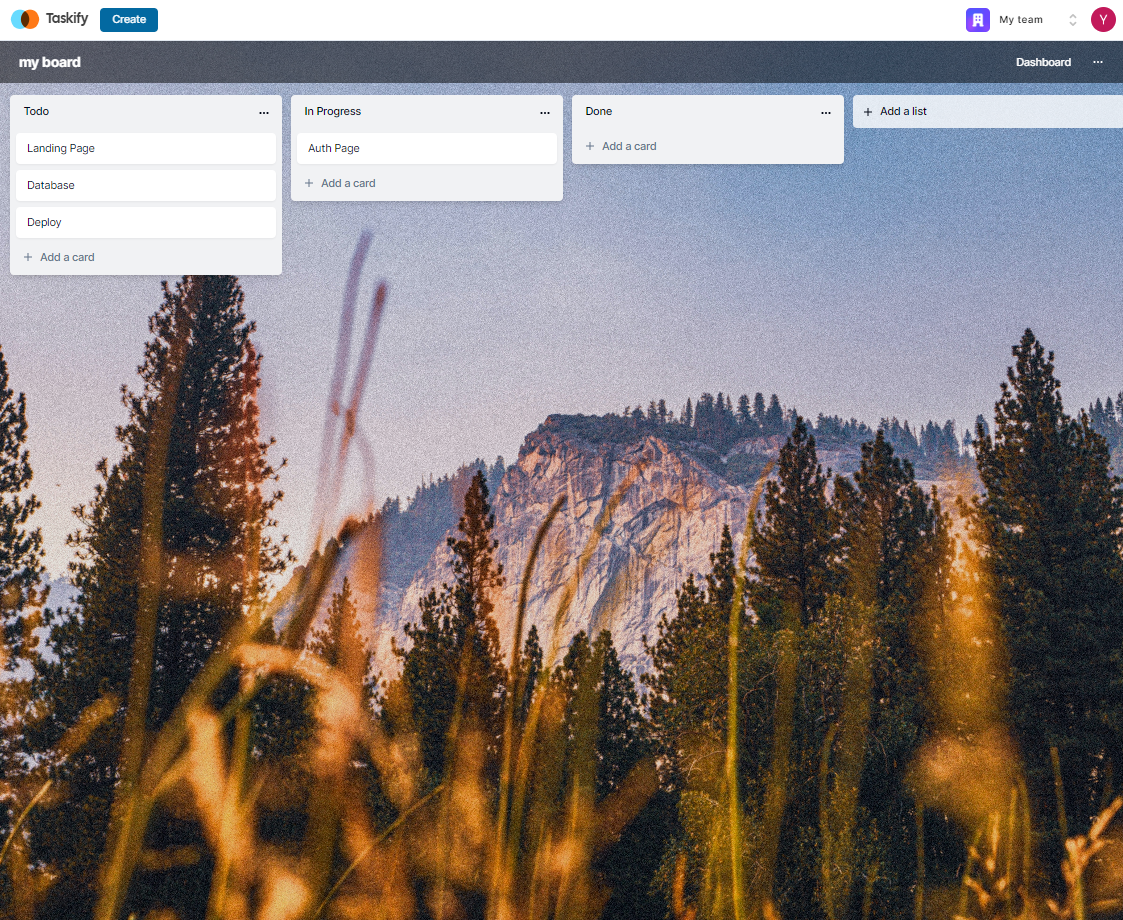 Taskify
Create
My team
Y
my board
Dashboard
Todo
Landing Page
Database
Deploy
Add a card
In Progress
Auth Page
Add a card
Done
Add a card
Add a list